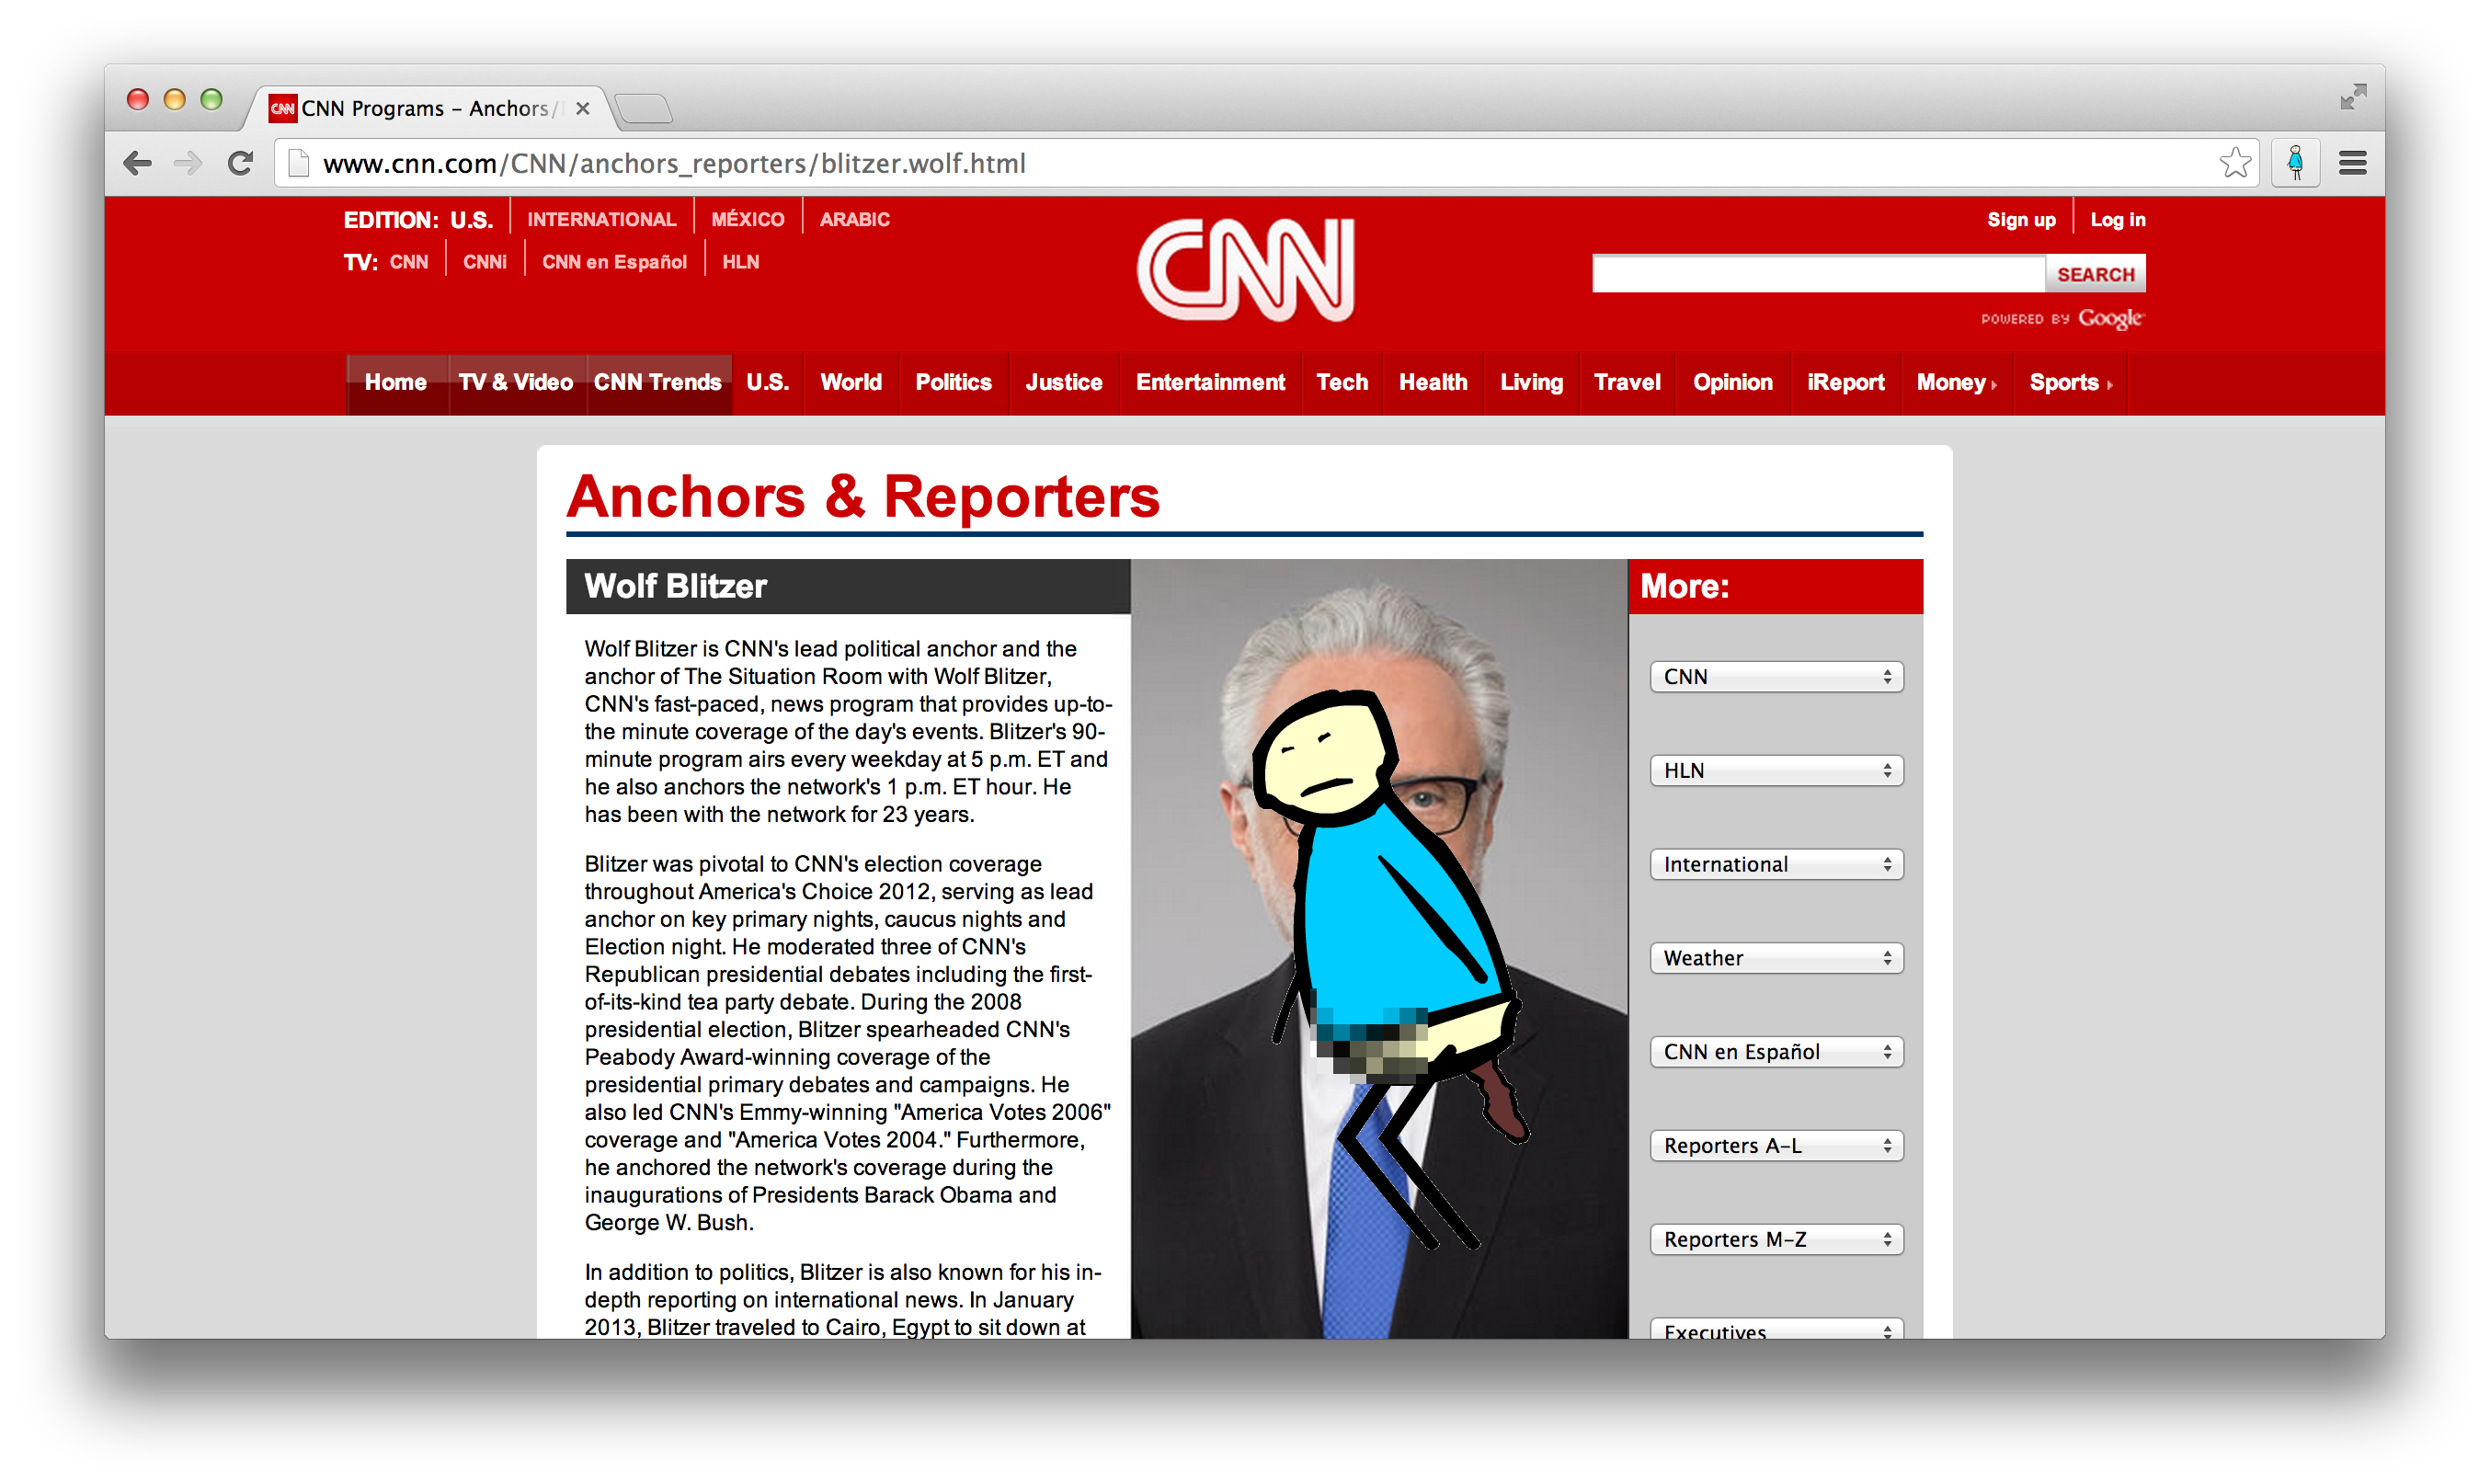 CNN CNN Programs – Anchors/
www.cnn.com/CNN/anchors_reporters/blitzer.wolf.html
EDITION: U.S. INTERNATIONAL MÉXICO ARABIC
TV: CNN CNNi CNN en Español HLN
CNN
Sign up Log in
SEARCH
POWERED BY Google
Home TV & Video CNN Trends U.S. World Politics Justice Entertainment Tech Health Living Travel Opinion iReport Money Sports
Anchors & Reporters
Wolf Blitzer
Wolf Blitzer is CNN's lead political anchor and the
anchor of The Situation Room with Wolf Blitzer,
CNN's fast-paced, news program that provides up-to-
the minute coverage of the day's events. Blitzer's 90-
minute program airs every weekday at 5 p.m. ET and
he also anchors the network's 1 p.m. ET hour. He
has been with the network for 23 years.
Blitzer was pivotal to CNN's election coverage
throughout America's Choice 2012, serving as lead
anchor on key primary nights, caucus nights and
Election night. He moderated three of CNN's
Republican presidential debates including the first-
of-its-kind tea party debate. During the 2008
presidential election, Blitzer spearheaded CNN's
Peabody Award-winning coverage of the
presidential primary debates and campaigns. He
also led CNN's Emmy-winning "America Votes 2006"
coverage and "America Votes 2004." Furthermore,
he anchored the network's coverage during the
inaugurations of Presidents Barack Obama and
George W. Bush.
In addition to politics, Blitzer is also known for his in-
depth reporting on international news. In January
2013, Blitzer traveled to Cairo, Egypt to sit down at
More:
CNN
HLN
International
Weather
CNN en Español
Reporters A-L
Reporters M-Z
Executives